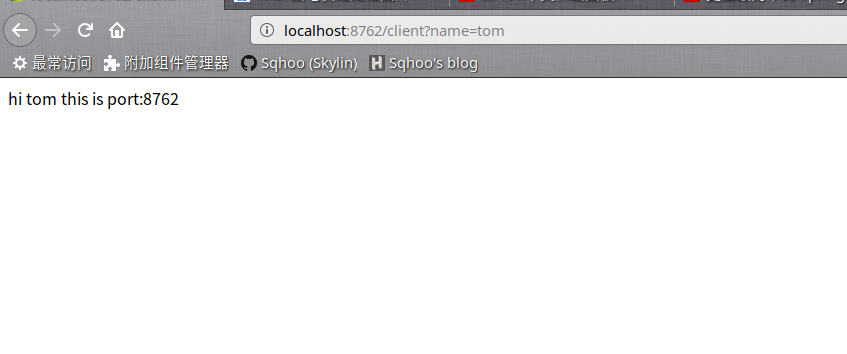 localhost:8762/client?name=tom
最常访问 附加组件管理器 Sqhoo (Skylin) Sqhoo's blog
hi tom this is port:8762